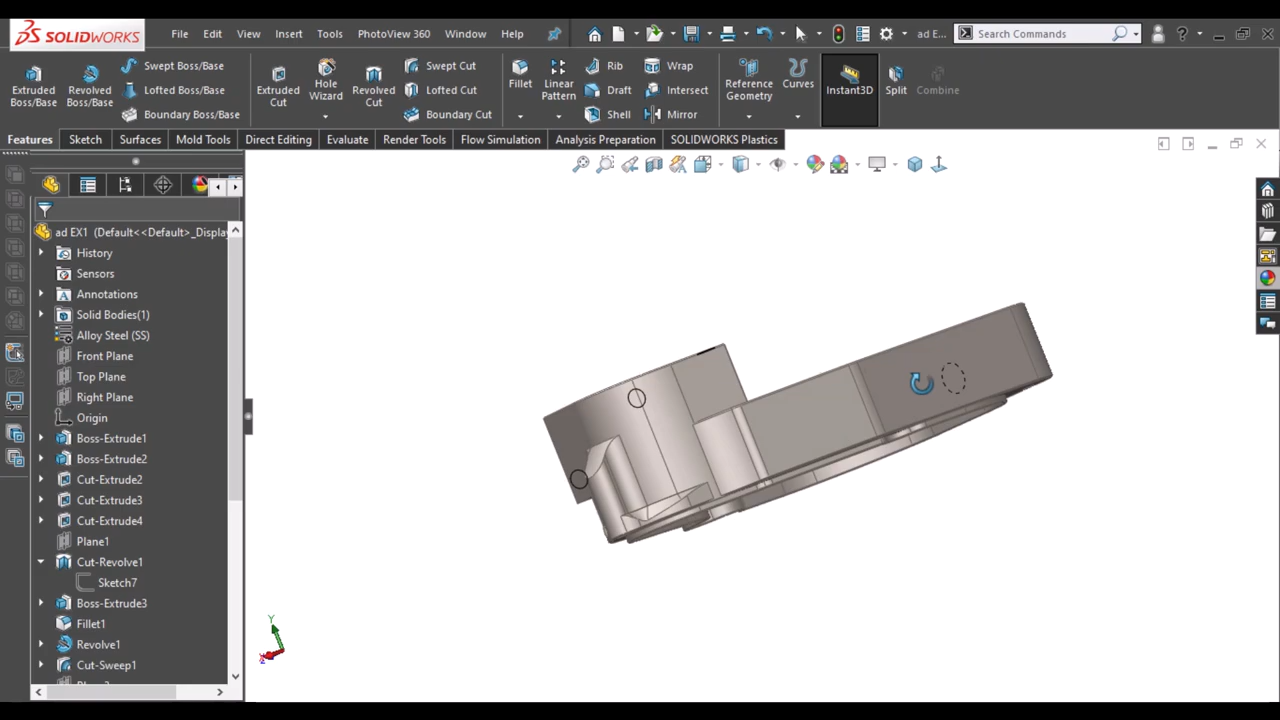 SOLIDWORKS File Edit View Insert Tools PhotoView 360 Window Help ad E... Search Commands
Extruded Boss/Base Revolved Boss/Base Swept Boss/Base Lofted Boss/Base Boundary Boss/Base Extruded Cut Hole Wizard Revolved Cut Swept Cut Lofted Cut Boundary Cut Fillet Linear Pattern Rib Draft Shell Wrap Intersect Mirror Reference Geometry Curves Instant3D Split Combine
Features Sketch Surfaces Mold Tools Direct Editing Evaluate Render Tools Flow Simulation Analysis Preparation SOLIDWORKS Plastics
ad EX1 (Default<<Default>_Display
History
Sensors
Annotations
Solid Bodies(1)
Alloy Steel (SS)
Front Plane
Top Plane
Right Plane
Origin
Boss-Extrude1
Boss-Extrude2
Cut-Extrude2
Cut-Extrude3
Cut-Extrude4
Plane1
Cut-Revolve1
Sketch7
Boss-Extrude3
Fillet1
Revolve1
Cut-Sweep1
Y
Z